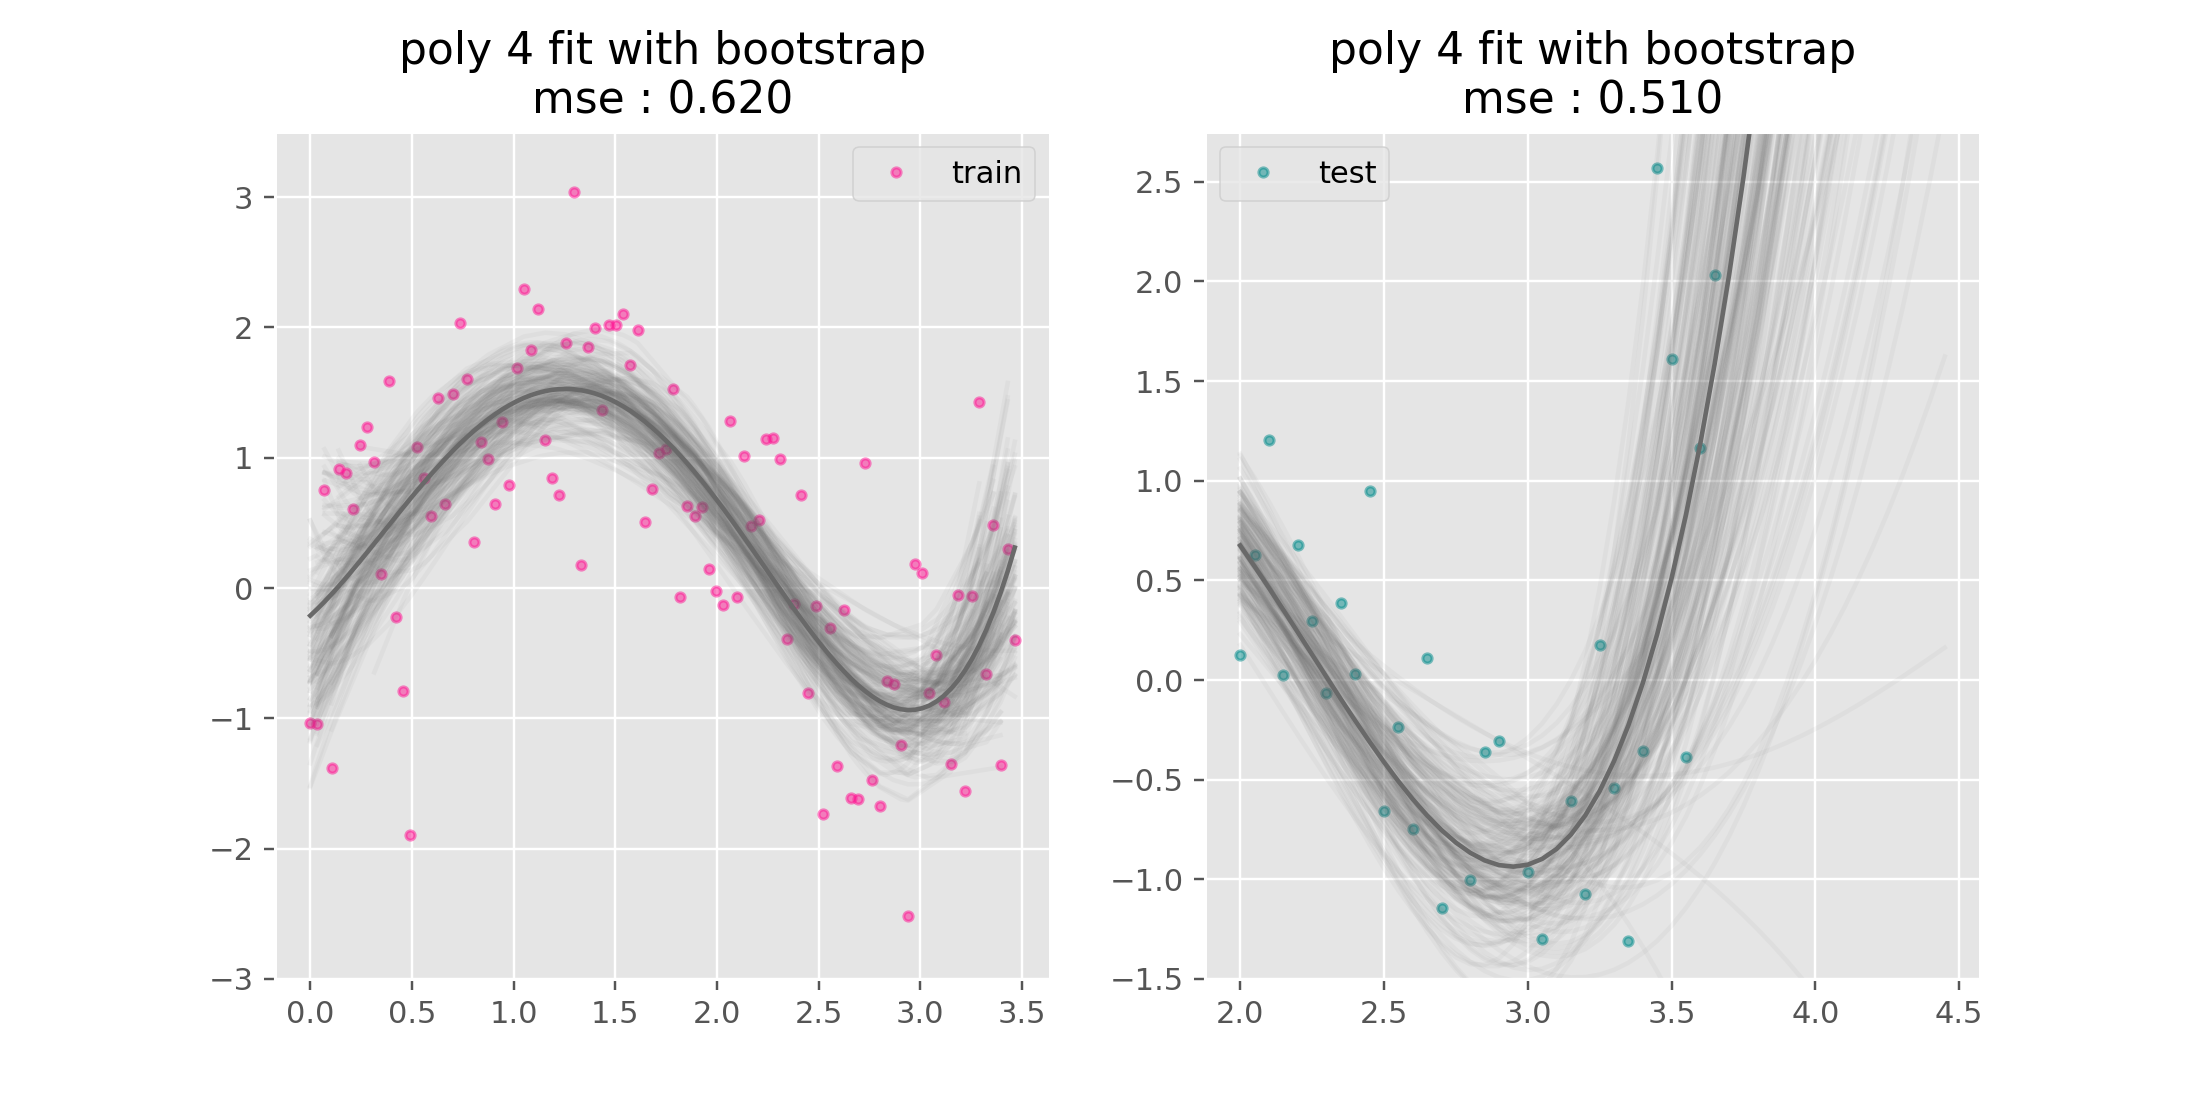 poly 4 fit with bootstrap
mse : 0.620
train
3
2
1
0
−1
−2
−3
0.0 0.5 1.0 1.5 2.0 2.5 3.0 3.5
poly 4 fit with bootstrap
mse : 0.510
test
2.5
2.0
1.5
1.0
0.5
0.0
−0.5
−1.0
−1.5
2.0 2.5 3.0 3.5 4.0 4.5